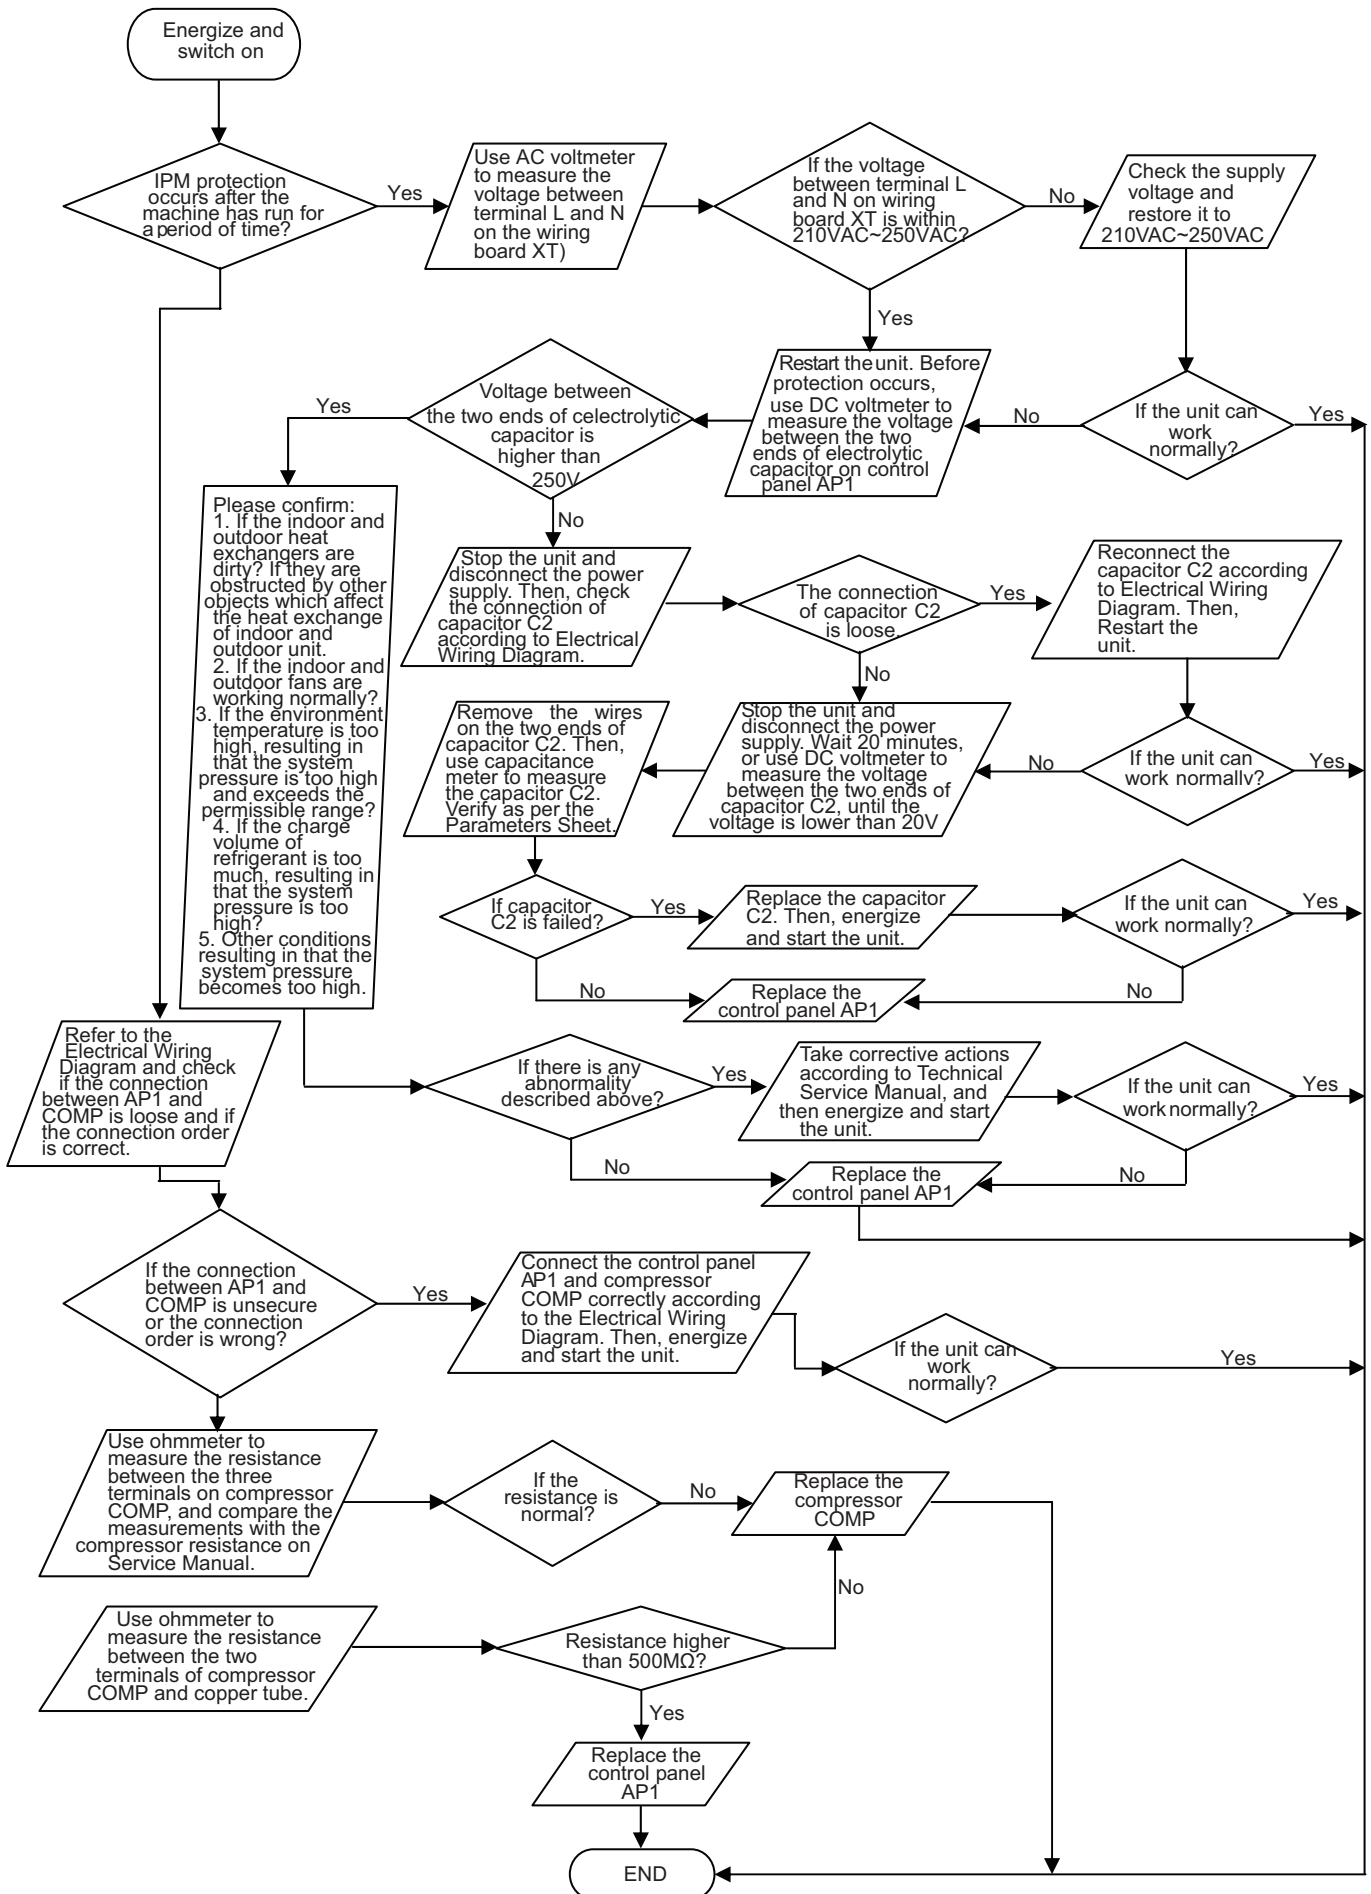 Energize and
switch on
IPM protection
occurs after the
machine has run for
a period of time?
Yes
Use AC voltmeter
to measure the
voltage between
terminal L and N
on the wiring
board XT)
If the voltage
between terminal L
and N on wiring
board XT is within
210VAC~250VAC?
No
Check the supply
voltage and
restore it to
210VAC~250VAC
Yes
Voltage between
the two ends of celectrolytic
capacitor is
higher than
250V
Yes
Restart the unit. Before
protection occurs,
use DC voltmeter to
measure the voltage
between the two
ends of electrolytic
capacitor on control
panel AP1
No
If the unit can
work
normally?
Yes
Please confirm:
1. If the indoor and
outdoor heat
exchangers are
dirty? If they are
obstructed by other
objects which affect
the heat exchange
of indoor and
outdoor unit.
2. If the indoor and
outdoor fans are
working normally?
3. If the environment
temperature is too
high, resulting in
that the system
pressure is too high
and exceeds the
permissible range?
4. If the charge
volume of
refrigerant is too
much, resulting in
that the system
pressure is too
high?
5. Other conditions
resulting in that the
system pressure
becomes too high.
No
Stop the unit and
disconnect the power
supply. Then, check
the connection of
capacitor C2
according to Electrical
Wiring Diagram.
The connection
of capacitor C2
is loose.
Yes
Reconnect the
capacitor C2 according
to Electrical Wiring
Diagram. Then,
Restart the
unit.
No
Remove the wires
on the two ends of
capacitor C2. Then,
use capacitance
meter to measure
the capacitor C2.
Verify as per the
Parameters Sheet.
Stop the unit and
disconnect the power
supply. Wait 20 minutes,
or use DC voltmeter to
measure the voltage
between the two ends of
capacitor C2, until the
voltage is lower than 20V
No
If the unit can
work normally?
Yes
If capacitor
C2 is failed?
Yes
Replace the capacitor
C2. Then, energize
and start the unit.
If the unit can
work normally?
Yes
No
Replace the
control panel AP1
No
Refer to the
Electrical Wiring
Diagram and check
if the connection
between AP1 and
COMP is loose and if
the connection order
is correct.
If there is any
abnormality
described above?
Yes
Take corrective actions
according to Technical
Service Manual, and
then energize and start
the unit.
If the unit can
work normally?
Yes
No
Replace the
control panel AP1
No
If the connection
between AP1 and
COMP is unsecure
or the connection
order is wrong?
Yes
Connect the control panel
AP1 and compressor
COMP correctly according
to the Electrical Wiring
Diagram. Then, energize
and start the unit.
If the unit can
work
normally?
Yes
Use ohmmeter to
measure the resistance
between the three
terminals on compressor
COMP, and compare the
measurements with the
compressor resistance on
Service Manual.
If the
resistance is
normal?
No
Replace the
compressor
COMP
No
Use ohmmeter to
measure the resistance
between the two
terminals of compressor
COMP and copper tube.
Resistance higher
than 500MΩ?
Yes
Replace the
control panel
AP1
END